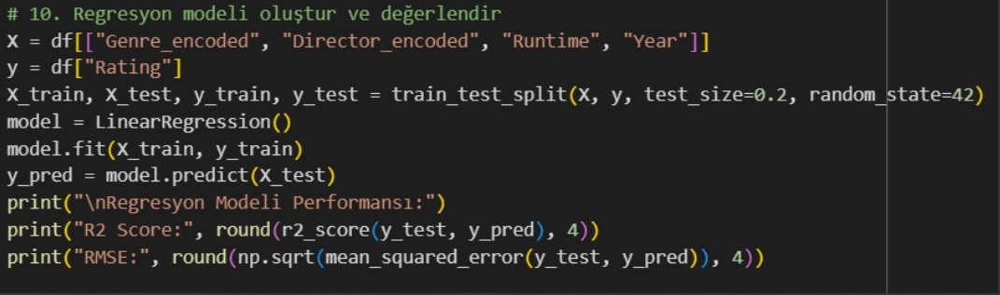 # 10. Regresyon modeli oluştur ve değerlendir
X = df[["Genre_encoded", "Director_encoded", "Runtime", "Year"]]
y = df["Rating"]
X_train, X_test, y_train, y_test = train_test_split(X, y, test_size=0.2, random_state=42)
model = LinearRegression()
model.fit(X_train, y_train)
y_pred = model.predict(X_test)
print("\nRegresyon Modeli Performansı:")
print("R2 Score:", round(r2_score(y_test, y_pred), 4))
print("RMSE:", round(np.sqrt(mean_squared_error(y_test, y_pred)), 4))